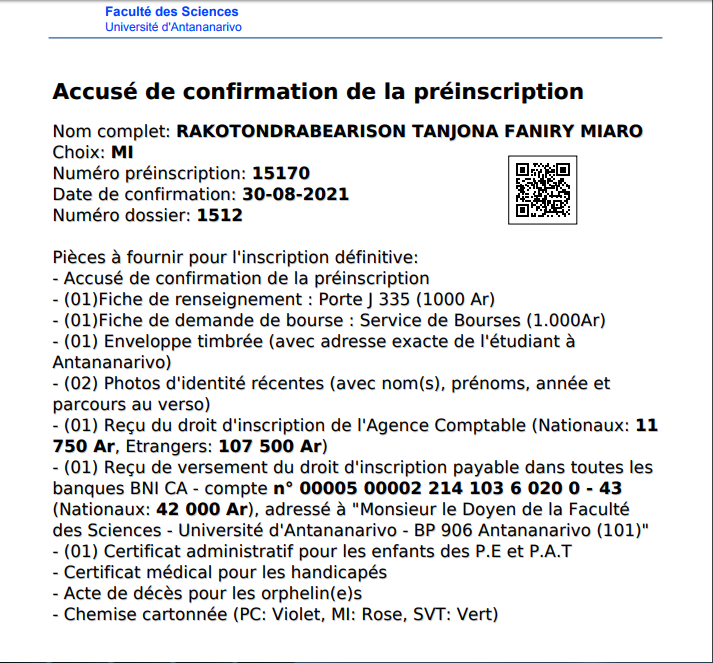 Faculté des Sciences
Université d'Antananarivo
Accusé de confirmation de la préinscription
Nom complet: RAKOTONDRABEARISON TANJONA FANIRY MIARO
Choix: MI
Numéro préinscription: 15170
Date de confirmation: 30-08-2021
Numéro dossier: 1512
Pièces à fournir pour l'inscription définitive:
- Accusé de confirmation de la préinscription
- (01)Fiche de renseignement : Porte J 335 (1000 Ar)
- (01)Fiche de demande de bourse : Service de Bourses (1.000Ar)
- (01) Enveloppe timbrée (avec adresse exacte de l'étudiant à
Antananarivo)
- (02) Photos d'identité récentes (avec nom(s), prénoms, année et
parcours au verso)
- (01) Reçu du droit d'inscription de l'Agence Comptable (Nationaux: 11
750 Ar, Etrangers: 107 500 Ar)
- (01) Reçu de versement du droit d'inscription payable dans toutes les
banques BNI CA - compte n° 00005 00002 214 103 6 020 0 - 43
(Nationaux: 42 000 Ar), adressé à "Monsieur le Doyen de la Faculté
des Sciences - Université d'Antananarivo - BP 906 Antananarivo (101)"
- (01) Certificat administratif pour les enfants des P.E et P.A.T
- Certificat médical pour les handicapés
- Acte de décès pour les orphelin(e)s
- Chemise cartonnée (PC: Violet, MI: Rose, SVT: Vert)